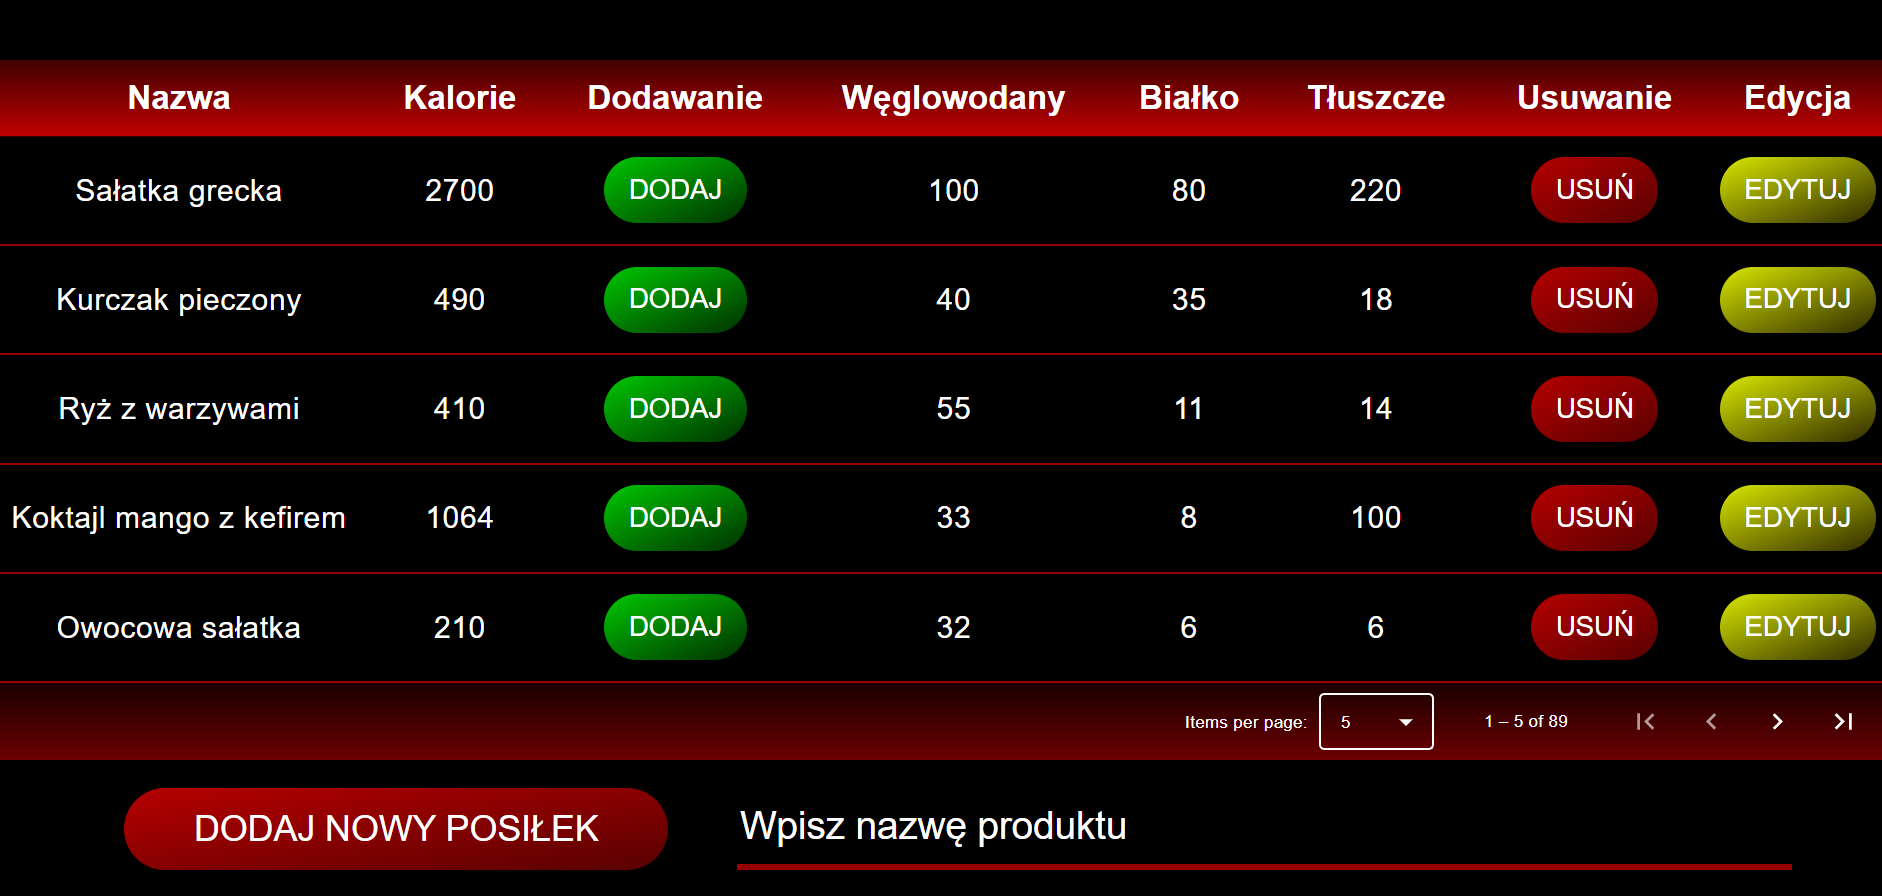 Nazwa Kalorie Dodawanie Węglowodany Białko Tłuszcze Usuwanie Edycja
Sałatka grecka 2700 DODAJ 100 80 220 USUŃ EDYTUJ
Kurczak pieczony 490 DODAJ 40 35 18 USUŃ EDYTUJ
Ryż z warzywami 410 DODAJ 55 11 14 USUŃ EDYTUJ
Koktajl mango z kefirem 1064 DODAJ 33 8 100 USUŃ EDYTUJ
Owocowa sałatka 210 DODAJ 32 6 6 USUŃ EDYTUJ
Items per page: 5 1 – 5 of 89
DODAJ NOWY POSIŁEK Wpisz nazwę produktu